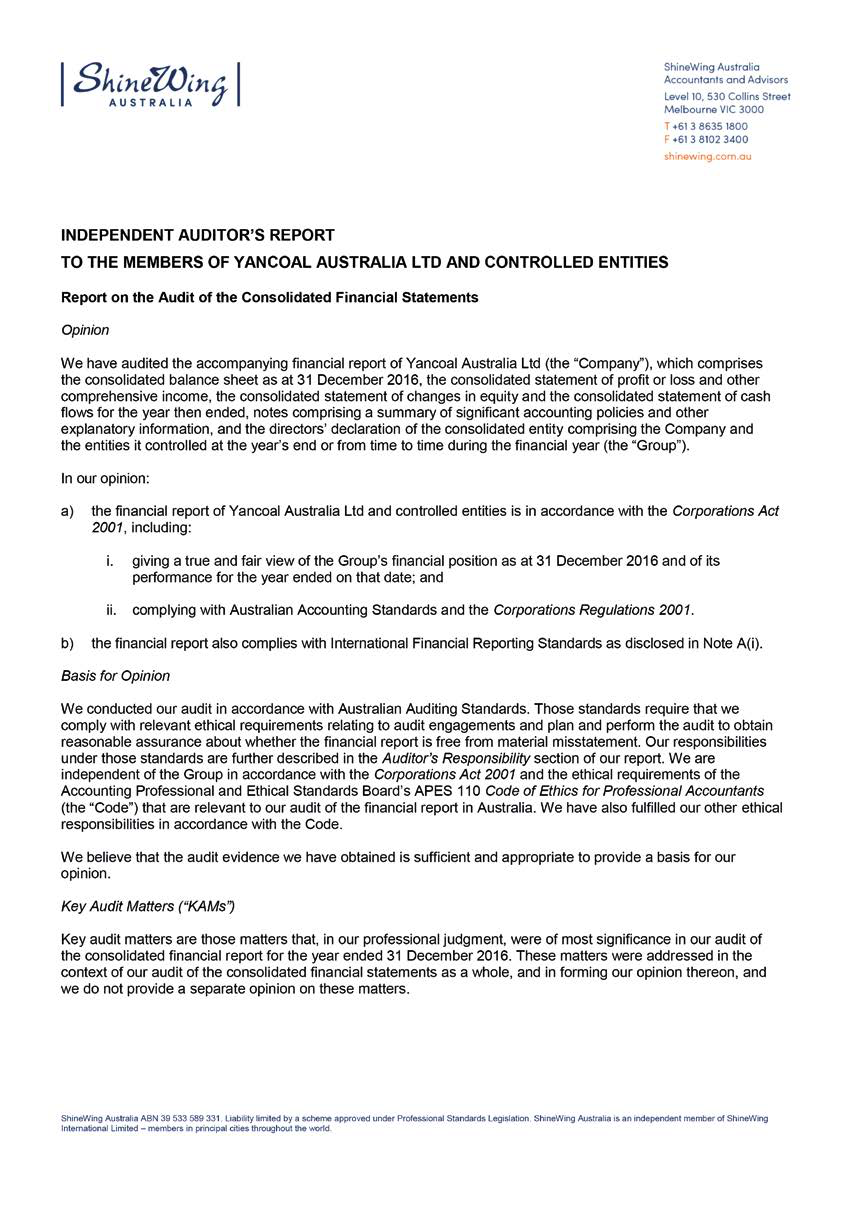 ShineWing
AUSTRALIA
ShineWing Australia
Accountants and Advisors
Level 10, 530 Collins Street
Melbourne VIC 3000
T +61 3 8635 1800
F +61 3 8102 3400
shinewing.com.au
INDEPENDENT AUDITOR’S REPORT
TO THE MEMBERS OF YANCOAL AUSTRALIA LTD AND CONTROLLED ENTITIES
Report on the Audit of the Consolidated Financial Statements
Opinion
We have audited the accompanying financial report of Yancoal Australia Ltd (the “Company”), which comprises
the consolidated balance sheet as at 31 December 2016, the consolidated statement of profit or loss and other
comprehensive income, the consolidated statement of changes in equity and the consolidated statement of cash
flows for the year then ended, notes comprising a summary of significant accounting policies and other
explanatory information, and the directors’ declaration of the consolidated entity comprising the Company and
the entities it controlled at the year’s end or from time to time during the financial year (the “Group”).
In our opinion:
a) the financial report of Yancoal Australia Ltd and controlled entities is in accordance with the Corporations Act
2001, including:
i. giving a true and fair view of the Group’s financial position as at 31 December 2016 and of its
performance for the year ended on that date; and
ii. complying with Australian Accounting Standards and the Corporations Regulations 2001.
b) the financial report also complies with International Financial Reporting Standards as disclosed in Note A(i).
Basis for Opinion
We conducted our audit in accordance with Australian Auditing Standards. Those standards require that we
comply with relevant ethical requirements relating to audit engagements and plan and perform the audit to obtain
reasonable assurance about whether the financial report is free from material misstatement. Our responsibilities
under those standards are further described in the Auditor’s Responsibility section of our report. We are
independent of the Group in accordance with the Corporations Act 2001 and the ethical requirements of the
Accounting Professional and Ethical Standards Board’s APES 110 Code of Ethics for Professional Accountants
(the “Code”) that are relevant to our audit of the financial report in Australia. We have also fulfilled our other ethical
responsibilities in accordance with the Code.
We believe that the audit evidence we have obtained is sufficient and appropriate to provide a basis for our
opinion.
Key Audit Matters (“KAMs”)
Key audit matters are those matters that, in our professional judgment, were of most significance in our audit of
the consolidated financial report for the year ended 31 December 2016. These matters were addressed in the
context of our audit of the consolidated financial statements as a whole, and in forming our opinion thereon, and
we do not provide a separate opinion on these matters.
ShineWing Australia ABN 39 533 589 331. Liability limited by a scheme approved under Professional Standards Legislation. ShineWing Australia is an independent member of ShineWing
International Limited – members in principal cities throughout the world.